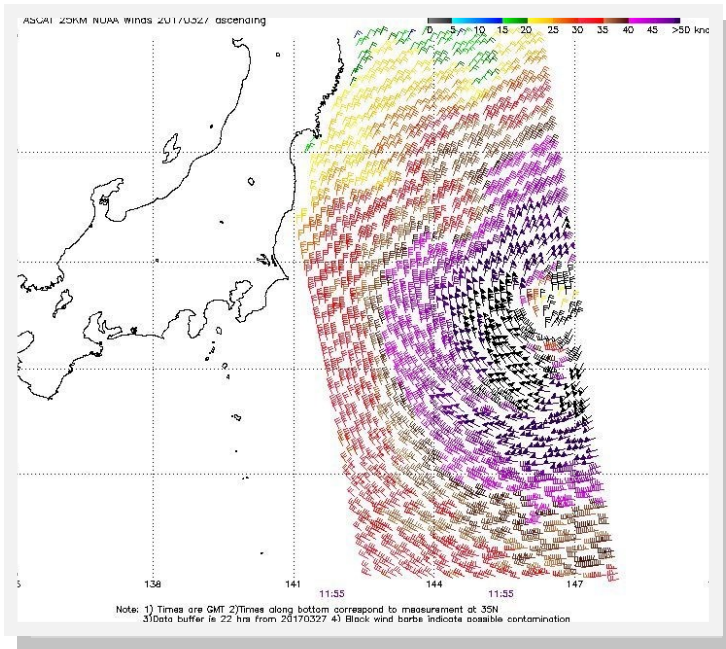 ASCAT 25KM NOAA Winds 20170327 ascending
0 5 10 15 20 25 30 35 40 45 >50 knc
138 141 144 147
11:55 11:55
Note: 1) Times are GMT 2)Times along bottom correspond to measurement at 35N
3)Data buffer is 22 hrs from 20170327 4) Black wind barbs indicate possible contamination